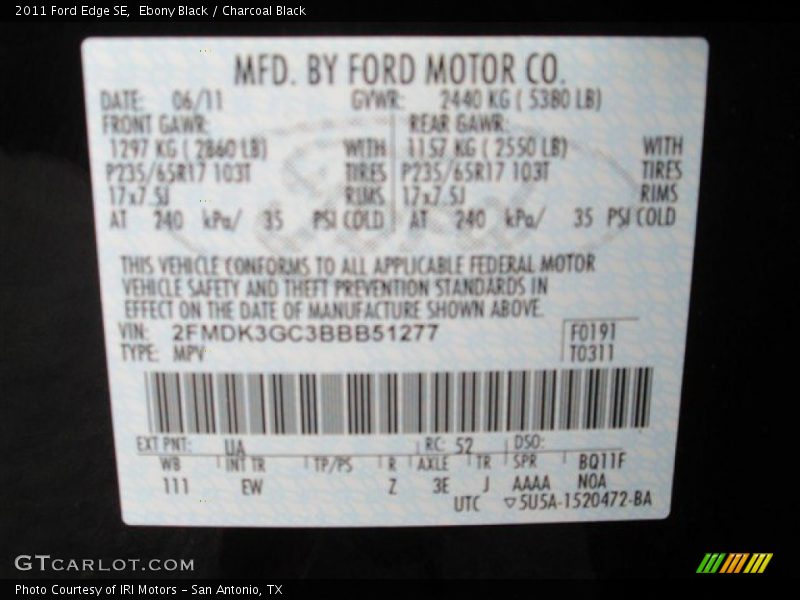 2011 Ford Edge SE, Ebony Black / Charcoal Black
MFD. BY FORD MOTOR CO.
DATE: 06/11 GVWR: 2440 KG ( 5380 LB)
FRONT GAWR: REAR GAWR:
1297 KG ( 2860 LB) WITH 1157 KG ( 2550 LB) WITH
P235/65R17 103T TIRES P235/65R17 103T TIRES
17x7.5J RIMS 17x7.5J RIMS
AT 240 kPa/ 35 PSI COLD AT 240 kPa/ 35 PSI COLD
THIS VEHICLE CONFORMS TO ALL APPLICABLE FEDERAL MOTOR
VEHICLE SAFETY AND THEFT PREVENTION STANDARDS IN
EFFECT ON THE DATE OF MANUFACTURE SHOWN ABOVE.
VIN: 2FMDK3GC3BBB51277 F0191
TYPE: MPV T0311
EXT PNT: UA RC: 52 DSO:
WB INT TR TP/PS R AXLE TR SPR BQ11F
111 EW Z 3E J AAAA N0A
UTC ▽5U5A-1520472-BA
GTCARLOT.COM
Photo Courtesy of IRI Motors – San Antonio, TX